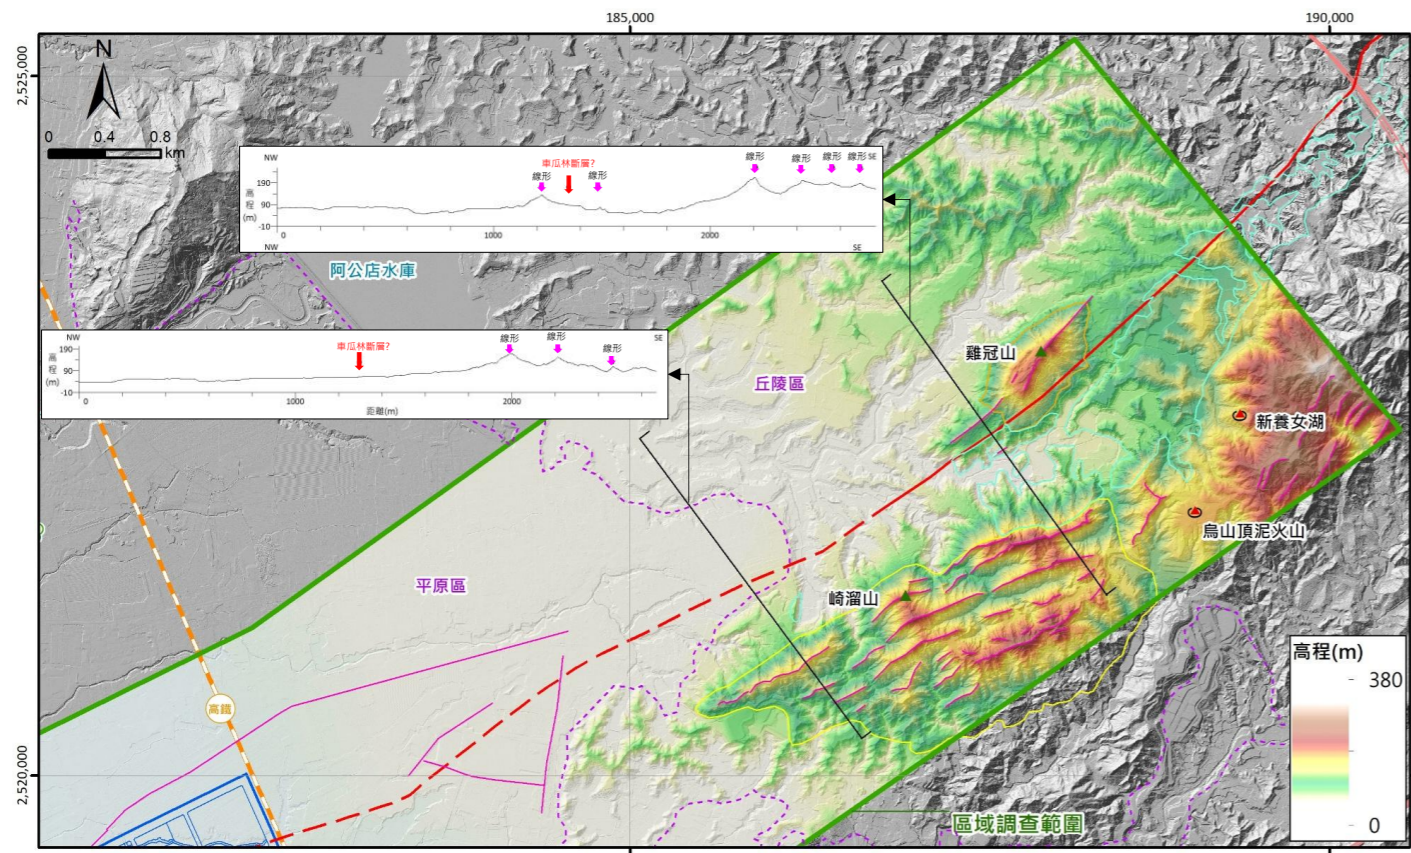 185,000
190,000
2,525,000
N
0 0.4 0.8
km
NW
車瓜林斷層?
線形
線形
線形
線形
線形
線形 SE
高程(m)
190
90
-10
0
1000
2000
NW
SE
阿公店水庫
NW
車瓜林斷層?
線形
線形
線形
SE
高程(m)
190
90
-10
0
1000
2000
距離(m)
雞冠山
丘陵區
新養女湖
烏山頂泥火山
平原區
崎溜山
高鐵
2,520,000
區域調查範圍
高程(m)
380
0